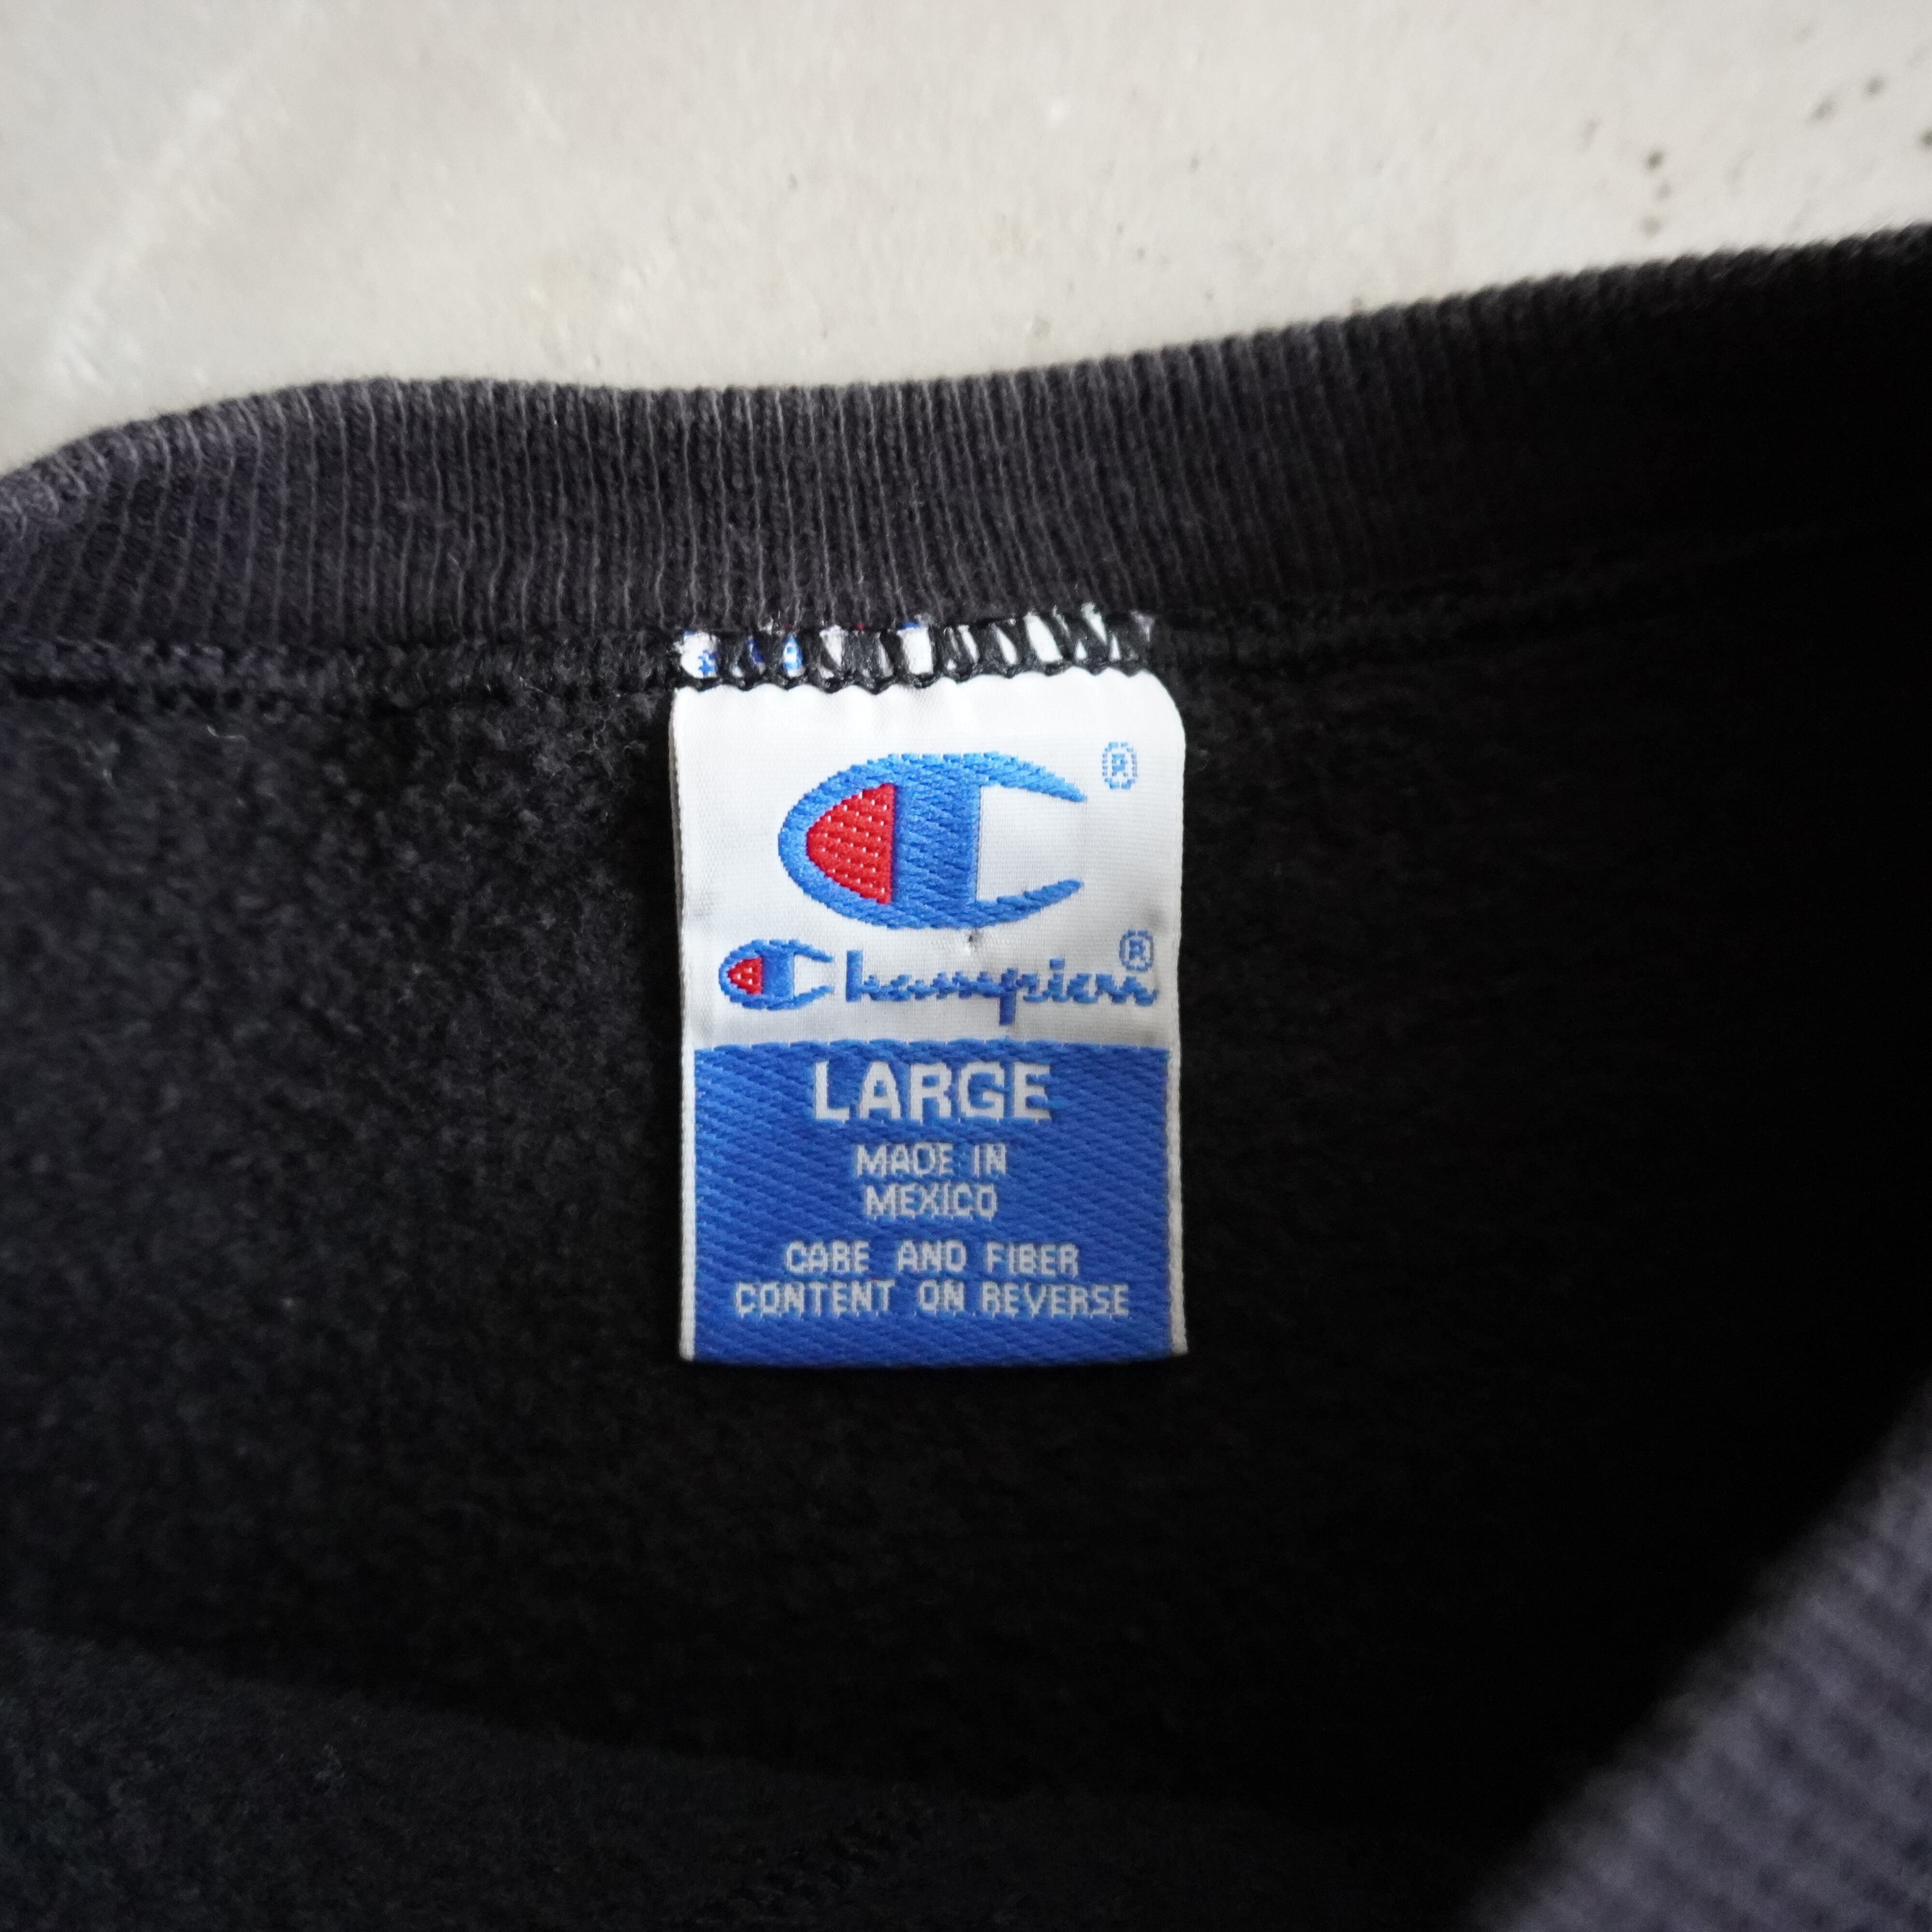 ®
Champion®
LARGE
MADE IN
MEXICO
CARE AND FIBER
CONTENT ON REVERSE